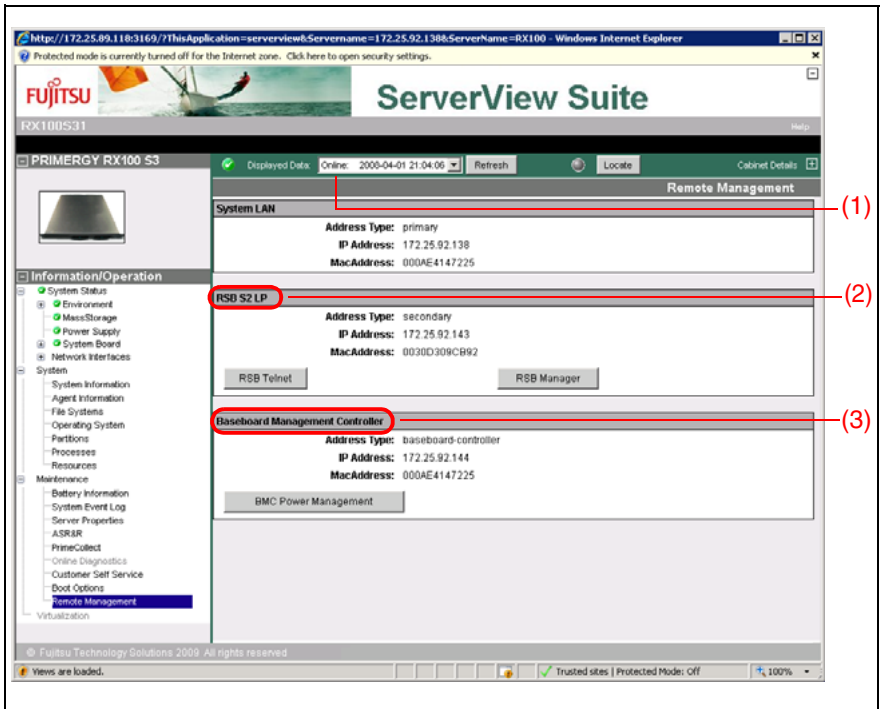 http://172.25.89.118:3169/?ThisApplication=serverview&Servername=172.25.92.138&ServerName=RX100 - Windows Internet Explorer
Protected mode is currently turned off for the Internet zone. Click here to open security settings.
FUJITSU
ServerView Suite
RX100S31
Help
PRIMERGY RX100 S3
Displayed Data: Online: 2008-04-01 21:04:06 Refresh Locate Cabinet Details
Remote Management
(1)
System LAN
Address Type: primary
IP Address: 172.25.92.138
MacAddress: 000AE4147225
Information/Operation
System Status
Environment
MassStorage
Power Supply
System Board
Network Interfaces
System
System Information
Agent Information
File Systems
Operating System
Partitions
Processes
Resources
Maintenance
Battery Information
System Event Log
Server Properties
ASR&R
PrimeCollect
Online Diagnostics
Customer Self Service
Boot Options
Remote Management
Virtualization
RSB S2 LP
(2)
Address Type: secondary
IP Address: 172.25.92.143
MacAddress: 0030D309CB92
RSB Telnet RSB Manager
Baseboard Management Controller
(3)
Address Type: baseboard-controller
IP Address: 172.25.92.144
MacAddress: 000AE4147225
BMC Power Management
© Fujitsu Technology Solutions 2009 All rights reserved
Views are loaded.
Trusted sites | Protected Mode: Off
100%